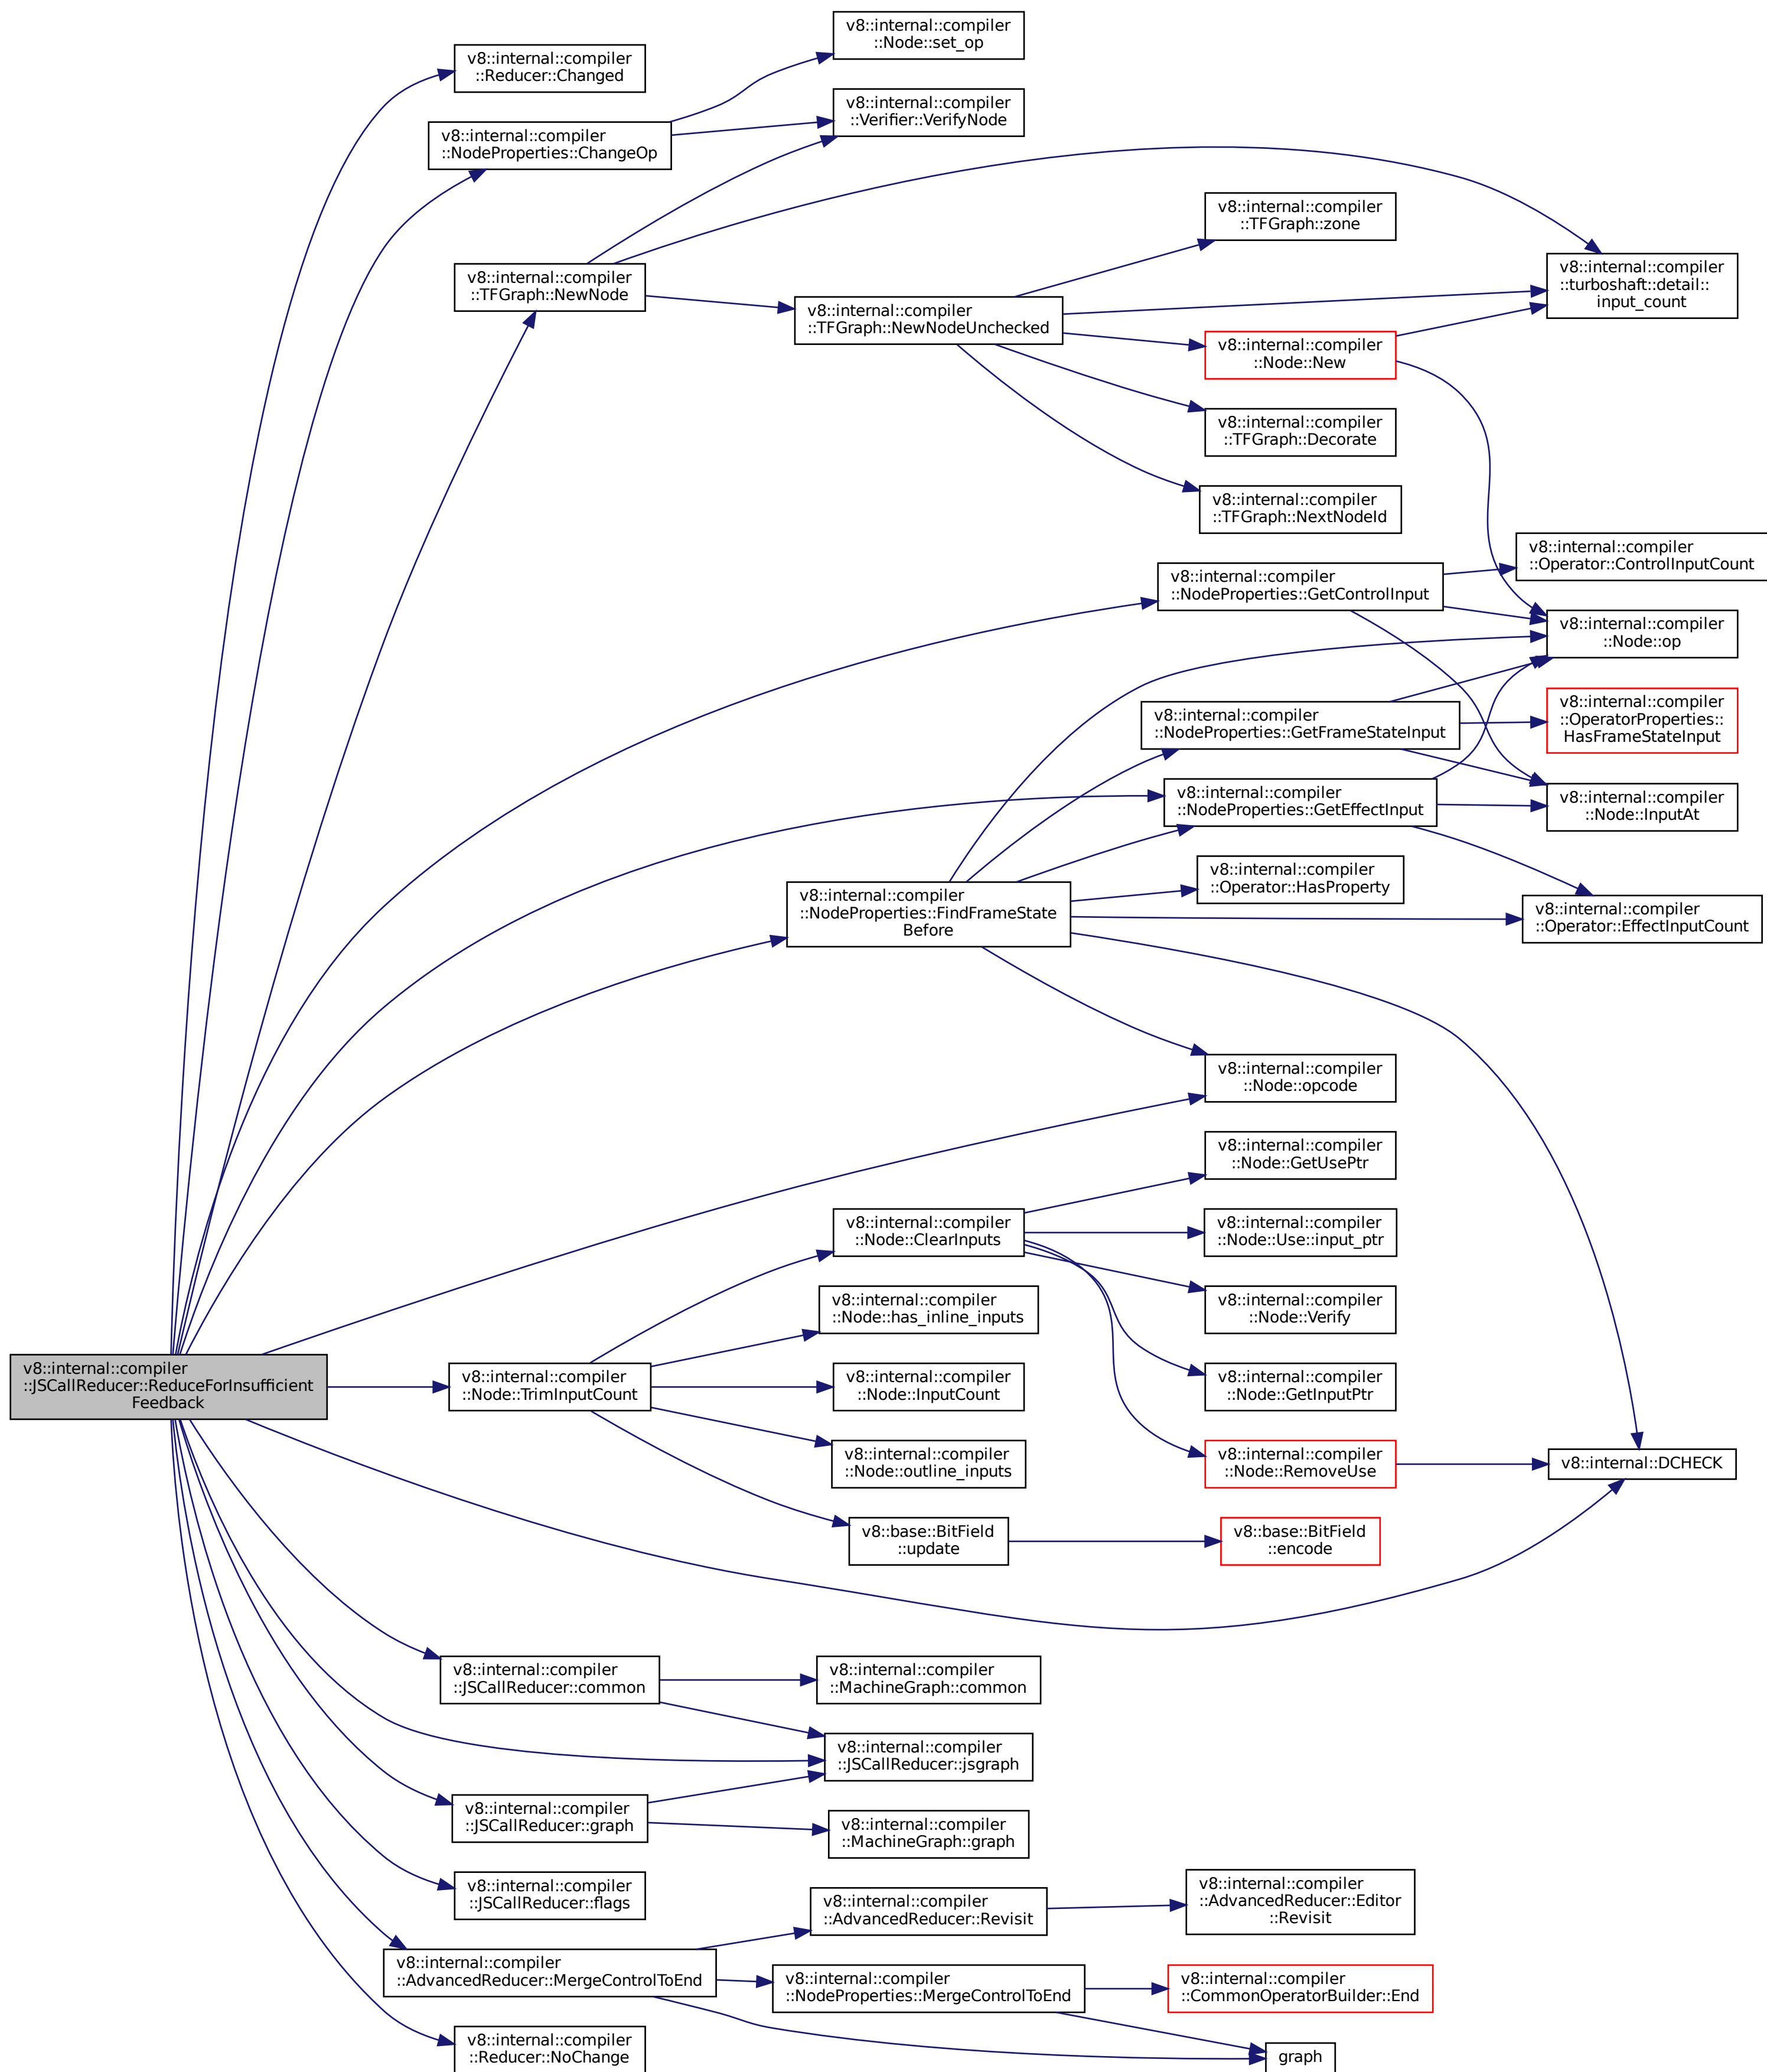 v8::internal::compiler
::Node::set_op
v8::internal::compiler
::Reducer::Changed
v8::internal::compiler
::Verifier::VerifyNode
v8::internal::compiler
::NodeProperties::ChangeOp
v8::internal::compiler
::TFGraph::zone
v8::internal::compiler
::turboshaft::detail::
input_count
v8::internal::compiler
::TFGraph::NewNode
v8::internal::compiler
::TFGraph::NewNodeUnchecked
v8::internal::compiler
::Node::New
v8::internal::compiler
::TFGraph::Decorate
v8::internal::compiler
::TFGraph::NextNodeId
v8::internal::compiler
::Operator::ControlInputCount
v8::internal::compiler
::NodeProperties::GetControlInput
v8::internal::compiler
::Node::op
v8::internal::compiler
::OperatorProperties::
HasFrameStateInput
v8::internal::compiler
::NodeProperties::GetFrameStateInput
v8::internal::compiler
::NodeProperties::GetEffectInput
v8::internal::compiler
::Node::InputAt
v8::internal::compiler
::Operator::HasProperty
v8::internal::compiler
::NodeProperties::FindFrameState
Before
v8::internal::compiler
::Operator::EffectInputCount
v8::internal::compiler
::Node::opcode
v8::internal::compiler
::Node::GetUsePtr
v8::internal::compiler
::Node::ClearInputs
v8::internal::compiler
::Node::Use::input_ptr
v8::internal::compiler
::Node::has_inline_inputs
v8::internal::compiler
::Node::Verify
v8::internal::compiler
::JSCallReducer::ReduceForInsufficient
Feedback
v8::internal::compiler
::Node::TrimInputCount
v8::internal::compiler
::Node::InputCount
v8::internal::compiler
::Node::GetInputPtr
v8::internal::compiler
::Node::outline_inputs
v8::internal::compiler
::Node::RemoveUse
v8::internal::DCHECK
v8::base::BitField
::update
v8::base::BitField
::encode
v8::internal::compiler
::JSCallReducer::common
v8::internal::compiler
::MachineGraph::common
v8::internal::compiler
::JSCallReducer::jsgraph
v8::internal::compiler
::JSCallReducer::graph
v8::internal::compiler
::MachineGraph::graph
v8::internal::compiler
::JSCallReducer::flags
v8::internal::compiler
::AdvancedReducer::Revisit
v8::internal::compiler
::AdvancedReducer::Editor
::Revisit
v8::internal::compiler
::AdvancedReducer::MergeControlToEnd
v8::internal::compiler
::NodeProperties::MergeControlToEnd
v8::internal::compiler
::CommonOperatorBuilder::End
v8::internal::compiler
::Reducer::NoChange
graph